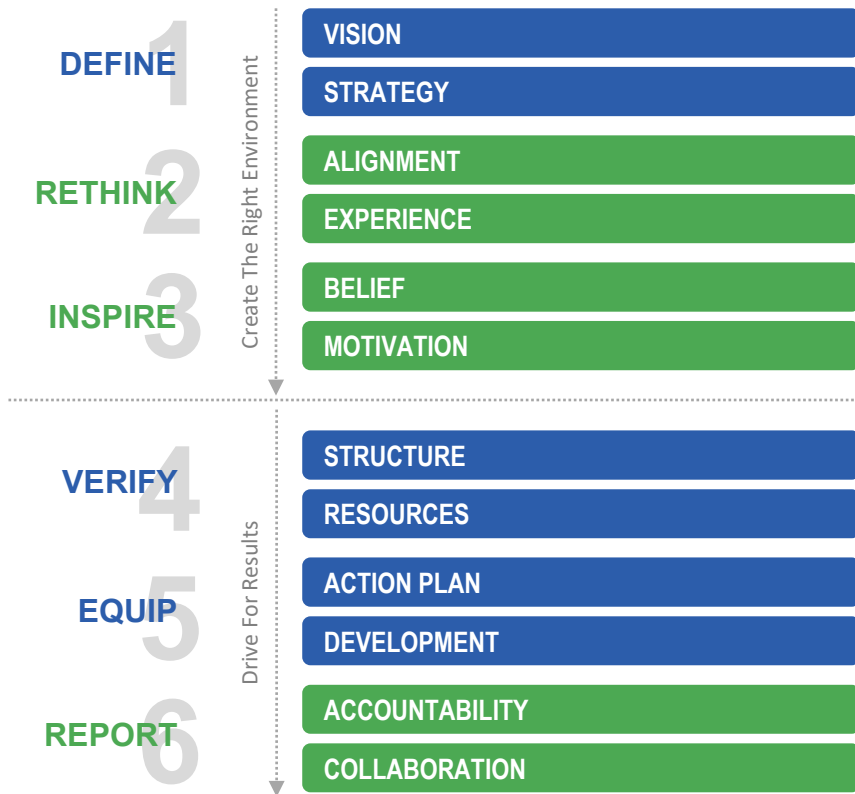 1
DEFINE
VISION
STRATEGY
2
RETHINK
ALIGNMENT
EXPERIENCE
3
INSPIRE
BELIEF
MOTIVATION
Create The Right Environment
4
VERIFY
STRUCTURE
RESOURCES
5
EQUIP
ACTION PLAN
DEVELOPMENT
6
REPORT
ACCOUNTABILITY
COLLABORATION
Drive For Results